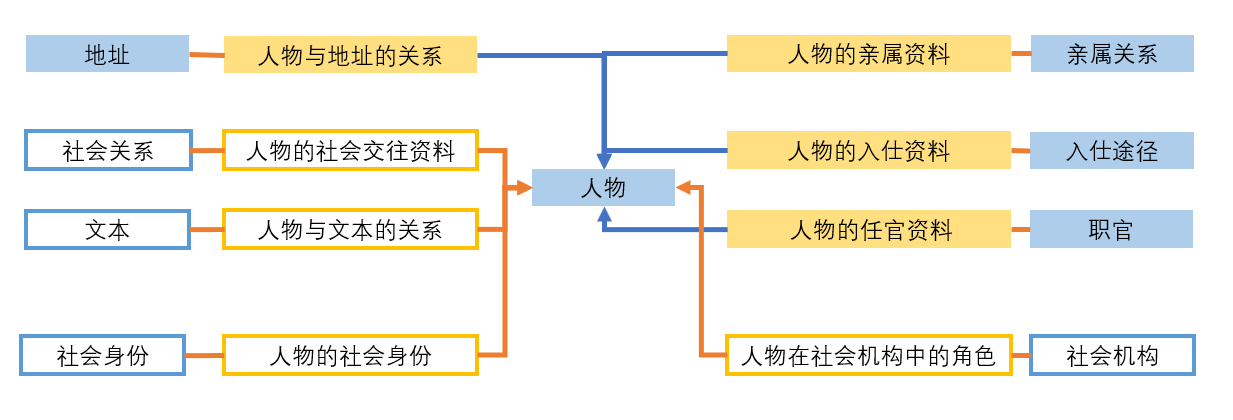 地址
人物与地址的关系
人物的亲属资料
亲属关系
社会关系
人物的社会交往资料
人物的入仕资料
入仕途径
人物
文本
人物与文本的关系
人物的任官资料
职官
社会身份
人物的社会身份
人物在社会机构中的角色
社会机构